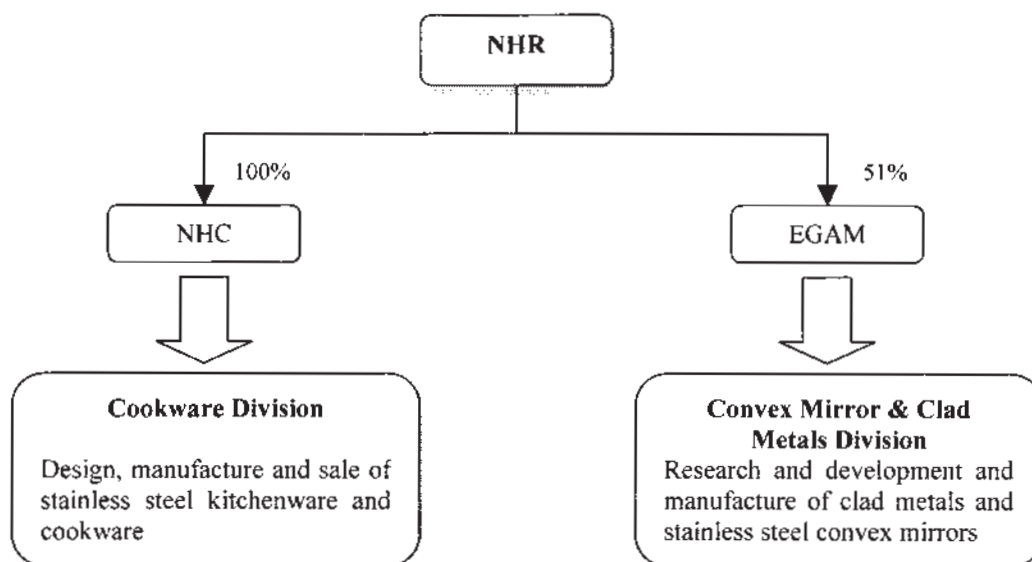 NHR
100%
51%
NHC
EGAM
Cookware Division
Design, manufacture and sale of
stainless steel kitchenware and
cookware
Convex Mirror & Clad
Metals Division
Research and development and
manufacture of clad metals and
stainless steel convex mirrors